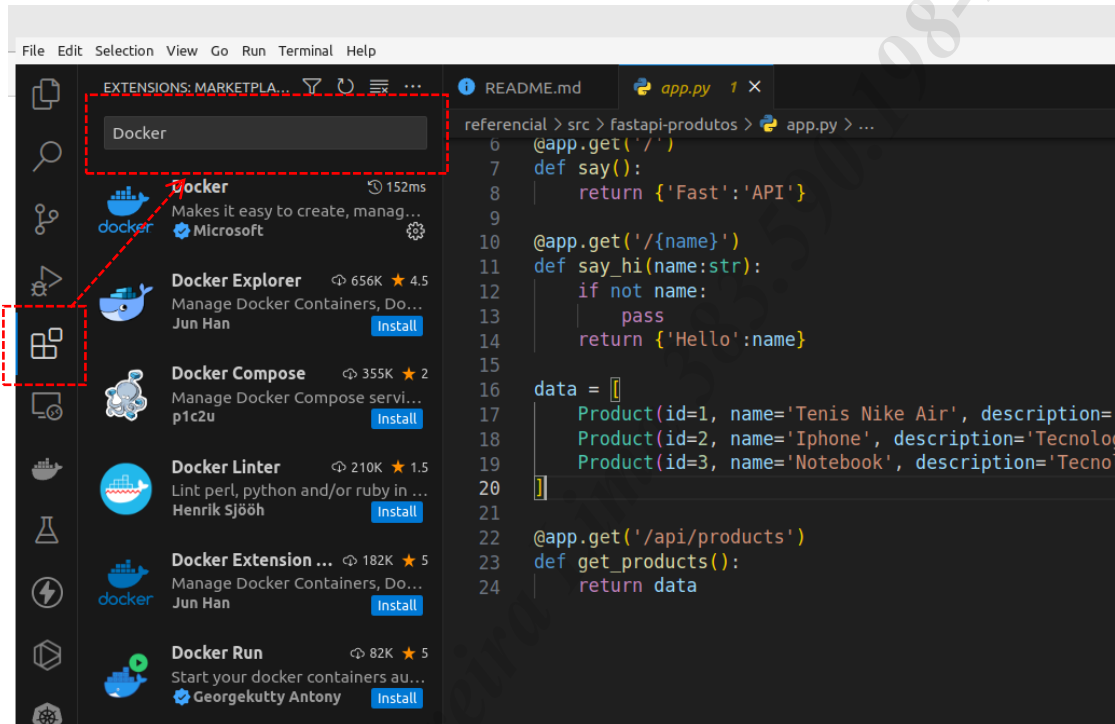 File Edit Selection View Go Run Terminal Help
EXTENSIONS: MARKETPLA... ...
Docker
Docker 152ms
Makes it easy to create, manag...
Microsoft
docker
Docker Explorer 656K ★ 4.5
Manage Docker Containers, Do...
Jun Han Install
Docker Compose 355K ★ 2
Manage Docker Compose servi...
p1c2u Install
Docker Linter 210K ★ 1.5
Lint perl, python and/or ruby in ...
Henrik Sjööh Install
Docker Extension ... 182K ★ 5
Manage Docker Containers, Do...
docker
Jun Han Install
Docker Run 82K ★ 5
Start your docker containers au...
Georgekutty Antony Install
README.md app.py 1 ×
referencial > src > fastapi-produtos > app.py > ...
6 @app.get('/')
7 def say():
8 return {'Fast':'API'}
9
10 @app.get('/{name}')
11 def say_hi(name:str):
12 if not name:
13 pass
14 return {'Hello':name}
15
16 data = [
17 Product(id=1, name='Tenis Nike Air', description=
18 Product(id=2, name='Iphone', description='Tecnolog
19 Product(id=3, name='Notebook', description='Tecno
20 ]
21
22 @app.get('/api/products')
23 def get_products():
24 return data